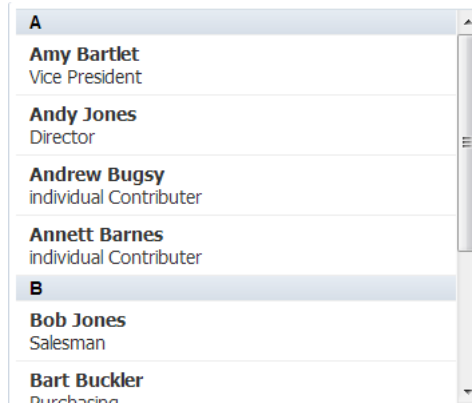 A
Amy Bartlet
Vice President
Andy Jones
Director
Andrew Bugsy
individual Contributer
Annett Barnes
individual Contributer
B
Bob Jones
Salesman
Bart Buckler
Purchasing